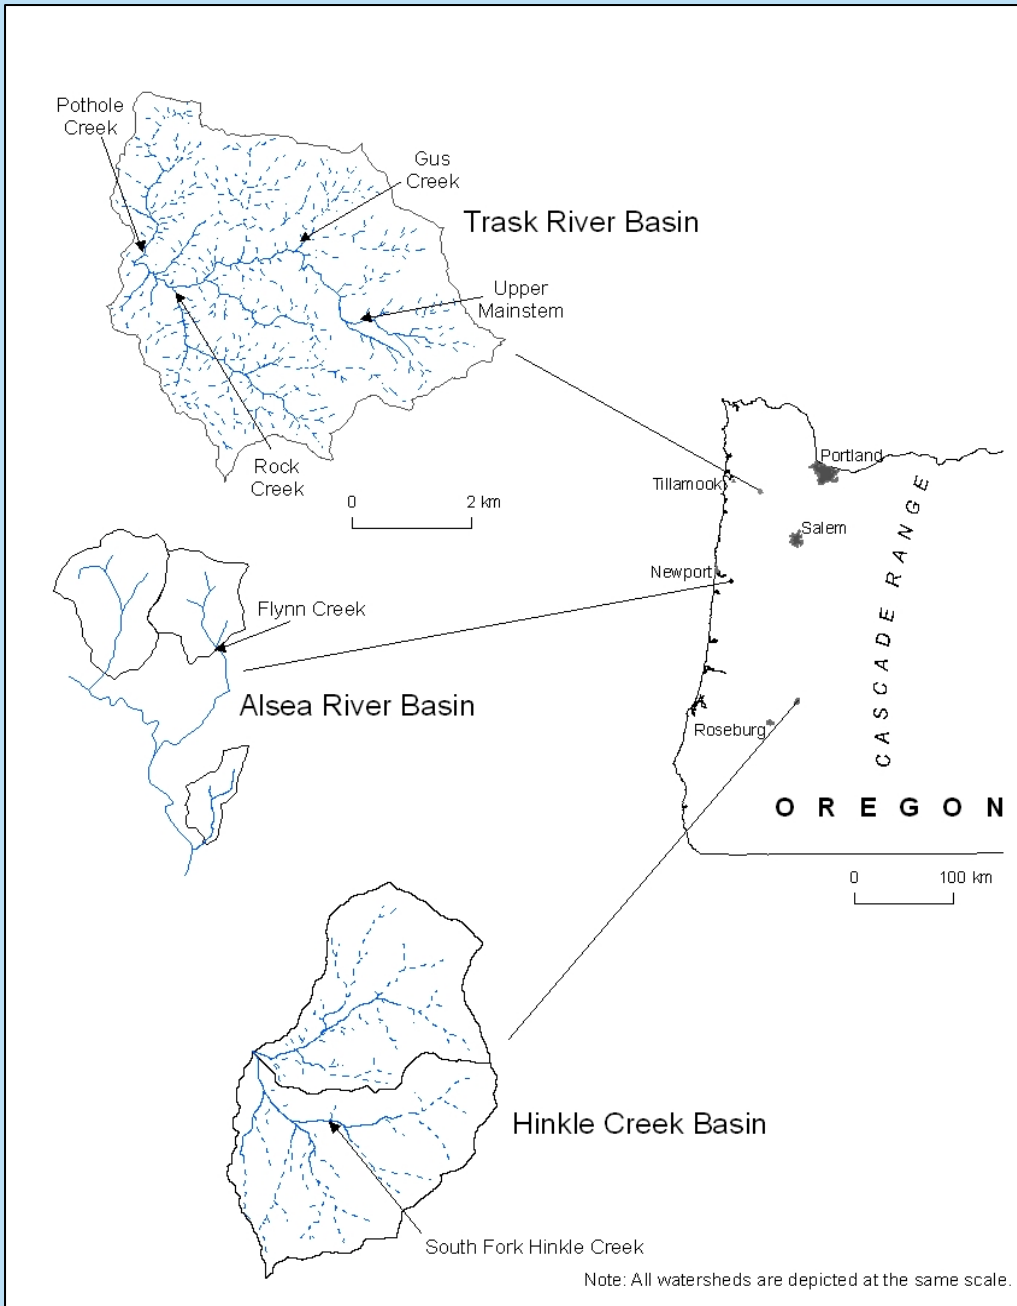 Pothole
Creek
Gus
Creek
Trask River Basin
Upper
Mainstem
Rock
Creek
0 2 km
Portland
Tillamook
Salem
Newport
CASCADE RANGE
Flynn Creek
Alsea River Basin
Roseburg
OREGON
0 100 km
Hinkle Creek Basin
South Fork Hinkle Creek
Note: All watersheds are depicted at the same scale.